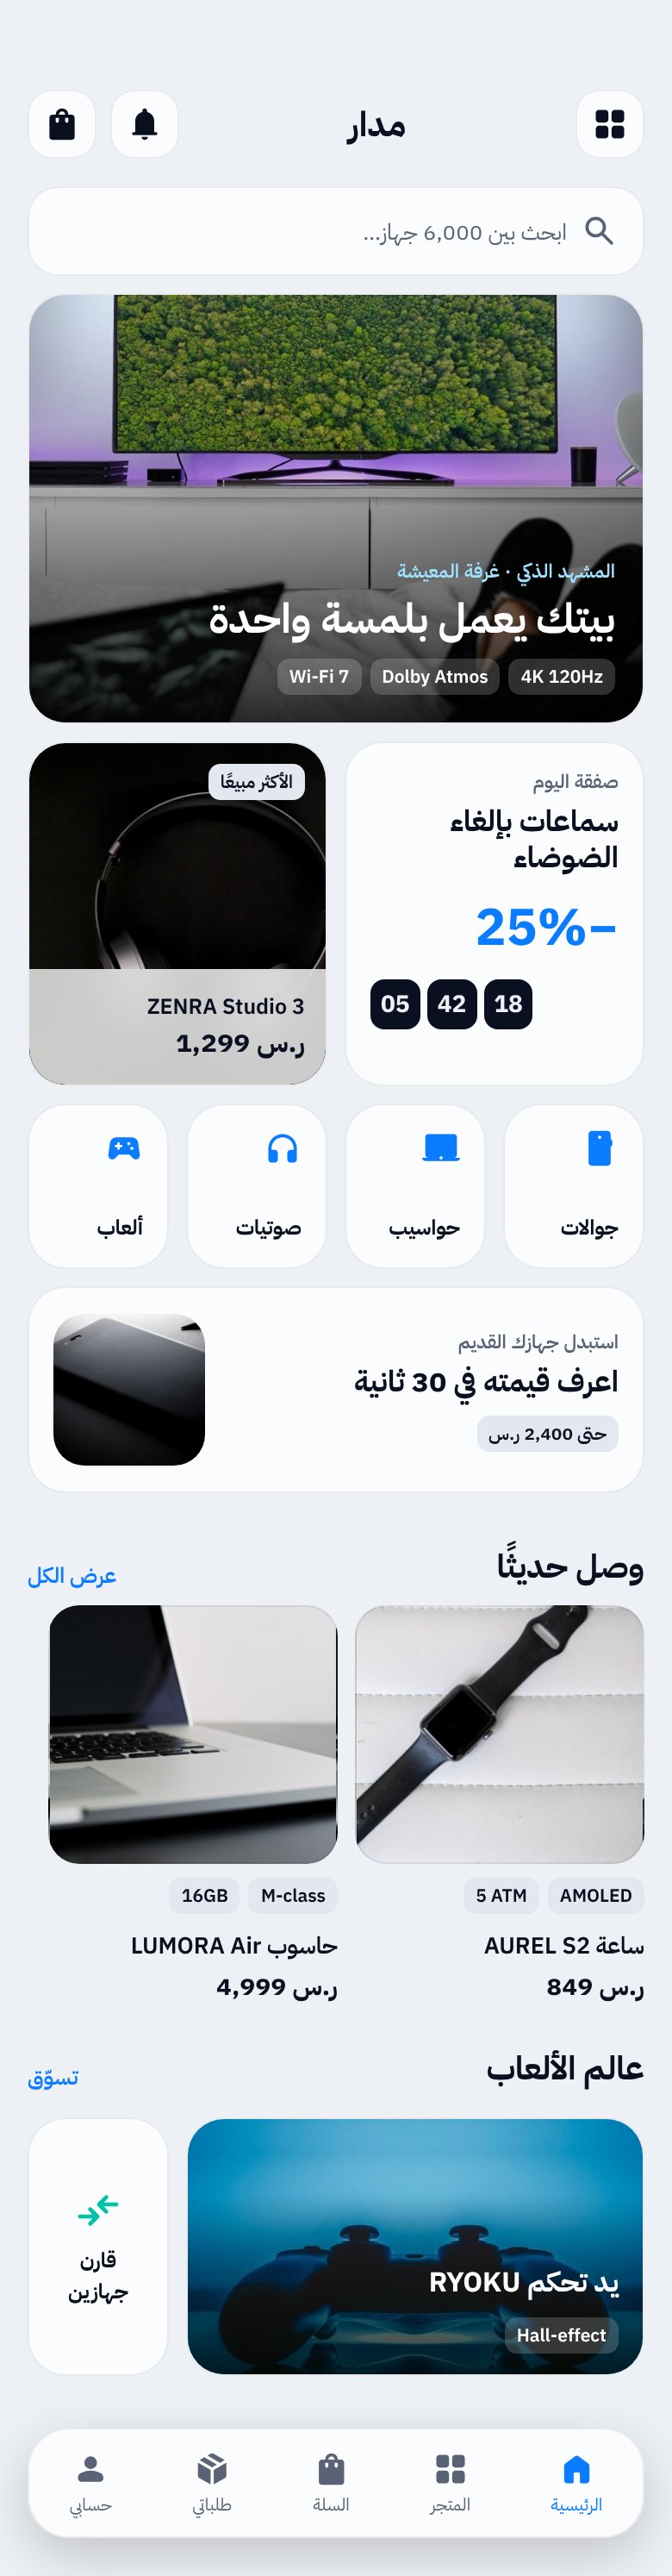 مدار
ابحث بين 6,000 جهاز...
المشهد الذكي · غرفة المعيشة
بيتك يعمل بلمسة واحدة
4K 120Hz
Dolby Atmos
Wi-Fi 7
صفقة اليوم
سماعات بإلغاء
الضوضاء
−25%
18
42
05
الأكثر مبيعًا
ZENRA Studio 3
1,299 ر.س
جوالات
حواسيب
صوتيات
ألعاب
استبدل جهازك القديم
اعرف قيمته في 30 ثانية
حتى 2,400 ر.س
وصل حديثًا
عرض الكل
AMOLED
5 ATM
ساعة AUREL S2
849 ر.س
M-class
16GB
حاسوب LUMORA Air
4,999 ر.س
عالم الألعاب
تسوّق
يد تحكم RYOKU
Hall-effect
قارن
جهازين
الرئيسية
المتجر
السلة
طلباتي
حسابي